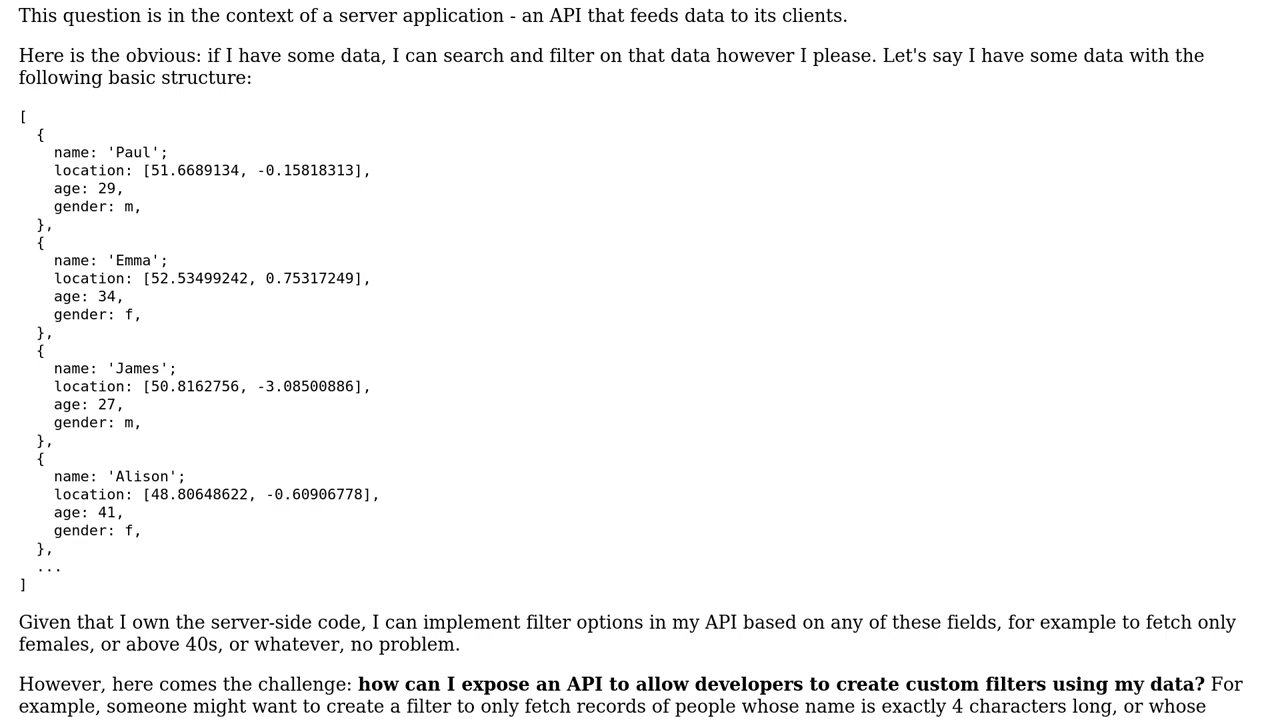 This question is in the context of a server application - an API that feeds data to its clients.
Here is the obvious: if I have some data, I can search and filter on that data however I please. Let's say I have some data with the
following basic structure:
[
  {
    name: 'Paul';
    location: [51.6689134, -0.15818313],
    age: 29,
    gender: m,
  },
  {
    name: 'Emma';
    location: [52.53499242, 0.75317249],
    age: 34,
    gender: f,
  },
  {
    name: 'James';
    location: [50.8162756, -3.08500886],
    age: 27,
    gender: m,
  },
  {
    name: 'Alison';
    location: [48.80648622, -0.60906778],
    age: 41,
    gender: f,
  },
  ...
]
Given that I own the server-side code, I can implement filter options in my API based on any of these fields, for example to fetch only
females, or above 40s, or whatever, no problem.
However, here comes the challenge: how can I expose an API to allow developers to create custom filters using my data? For
example, someone might want to create a filter to only fetch records of people whose name is exactly 4 characters long, or whose